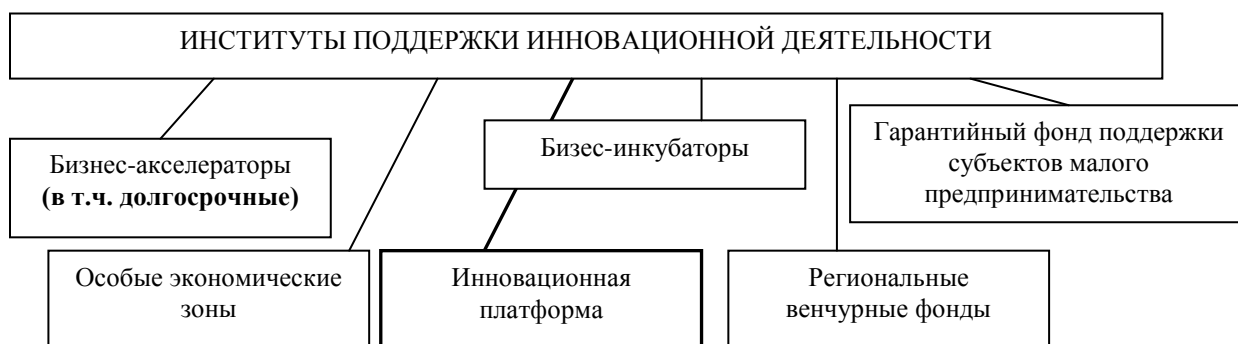 ИНСТИТУТЫ ПОДДЕРЖКИ ИННОВАЦИОННОЙ ДЕЯТЕЛЬНОСТИ
Бизнес-акселераторы
(в т.ч. долгосрочные)
Бизес-инкубаторы
Гарантийный фонд поддержки
субъектов малого
предпринимательства
Особые экономические
зоны
Инновационная
платформа
Региональные
венчурные фонды